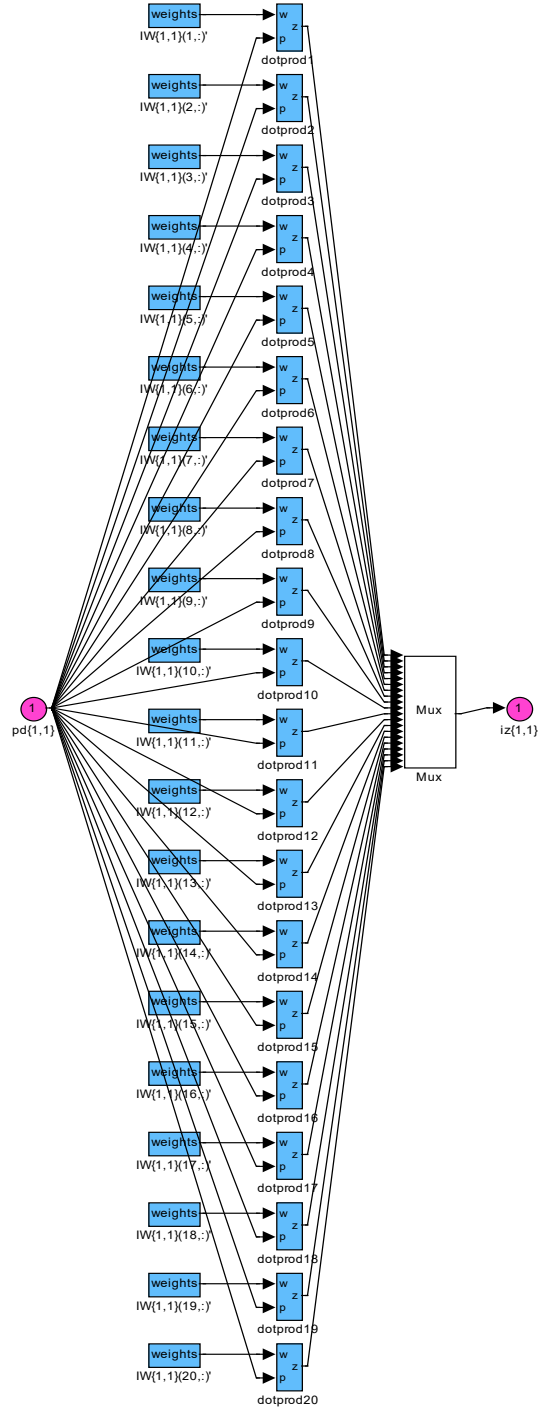 weights
IW{1,1}(1,:)'
w
p
z
dotprod1
weights
IW{1,1}(2,:)'
w
p
z
dotprod2
weights
IW{1,1}(3,:)'
w
p
z
dotprod3
weights
IW{1,1}(4,:)'
w
p
z
dotprod4
weights
IW{1,1}(5,:)'
w
p
z
dotprod5
weights
IW{1,1}(6,:)'
w
p
z
dotprod6
weights
IW{1,1}(7,:)'
w
p
z
dotprod7
weights
IW{1,1}(8,:)'
w
p
z
dotprod8
weights
IW{1,1}(9,:)'
w
p
z
dotprod9
weights
IW{1,1}(10,:)'
w
p
z
dotprod10
1
pd{1,1}
Mux
Mux
1
iz{1,1}
weights
IW{1,1}(11,:)'
w
p
z
dotprod11
weights
IW{1,1}(12,:)'
w
p
z
dotprod12
weights
IW{1,1}(13,:)'
w
p
z
dotprod13
weights
IW{1,1}(14,:)'
w
p
z
dotprod14
weights
IW{1,1}(15,:)'
w
p
z
dotprod15
weights
IW{1,1}(16,:)'
w
p
z
dotprod16
weights
IW{1,1}(17,:)'
w
p
z
dotprod17
weights
IW{1,1}(18,:)'
w
p
z
dotprod18
weights
IW{1,1}(19,:)'
w
p
z
dotprod19
weights
IW{1,1}(20,:)'
w
p
z
dotprod20